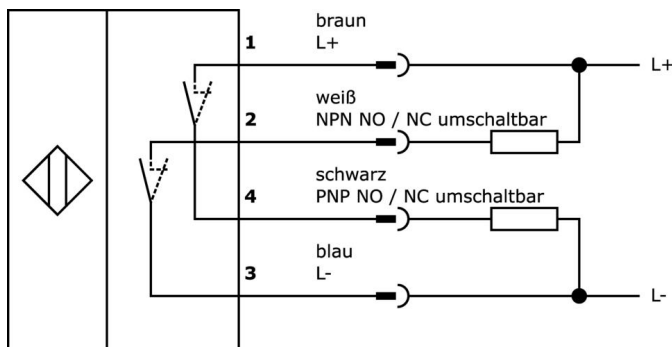 braun
1 L+
L+
weiß
2 NPN NO / NC umschaltbar
schwarz
4 PNP NO / NC umschaltbar
blau
3 L-
L-